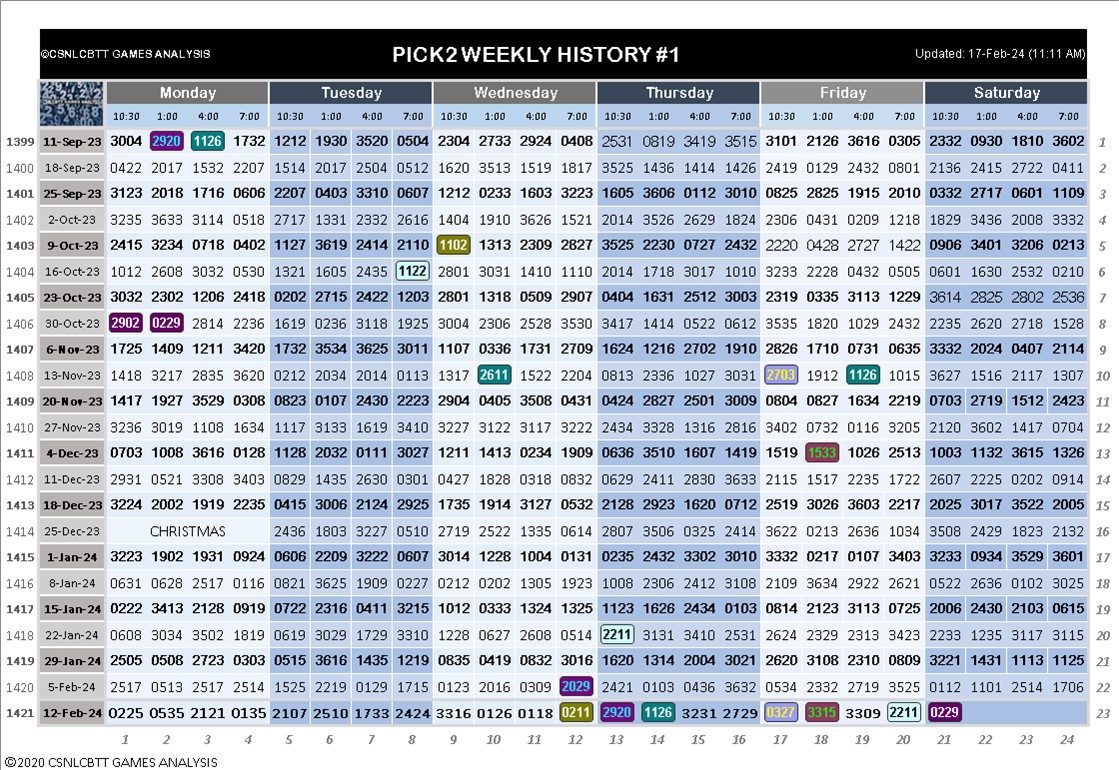 ©CSNLCBTT GAMES ANALYSIS PICK2 WEEKLY HISTORY #1 Updated: 17-Feb-24 (11:11 AM)
Monday Tuesday Wednesday Thursday Friday Saturday
10:30 1:00 4:00 7:00 10:30 1:00 4:00 7:00 10:30 1:00 4:00 7:00 10:30 1:00 4:00 7:00 10:30 1:00 4:00 7:00 10:30 1:00 4:00 7:00
1399 11-Sep-23 3004 2920 1126 1732 1212 1930 3520 0504 2304 2733 2924 0408 2531 0819 3419 3515 3101 2126 3616 0305 2332 0930 1810 3602 1
1400 18-Sep-23 0422 2017 1532 2207 1514 2017 2504 0512 1620 3513 1519 1817 3525 1436 1414 1426 2419 0129 2432 0801 2136 2415 2722 0411 2
1401 25-Sep-23 3123 2018 1716 0606 2207 0403 3310 0607 1212 0233 1603 3223 1605 3606 0112 3010 0825 2825 1915 2010 0332 2717 0601 1109 3
1402 2-Oct-23 3235 3633 3114 0518 2717 1331 2332 2616 1404 1910 3626 1521 2014 3526 2629 1824 2306 0431 0209 1218 1829 3436 2008 3332 4
1403 9-Oct-23 2415 3234 0718 0402 1127 3619 2414 2110 1102 1313 2309 2827 3525 2230 0727 2432 2220 0428 2727 1422 0906 3401 3206 0213 5
1404 16-Oct-23 1012 2608 3032 0530 1321 1605 2435 1122 2801 3031 1410 1110 2014 1718 3017 1010 3233 2228 0432 0505 0601 1630 2532 0210 6
1405 23-Oct-23 3032 2302 1206 2418 0202 2715 2422 1203 2801 1318 0509 2907 0404 1631 2512 3003 2319 0335 3113 1229 3614 2825 2802 2536 7
1406 30-Oct-23 2902 0229 2814 2236 1619 0236 3118 1925 3004 2306 2528 3530 3417 1414 0522 0612 3535 1820 1029 2432 2235 2620 2718 1528 8
1407 6-Nov-23 1725 1409 1211 3420 1732 3534 3625 3011 1107 0336 1731 2709 1624 1216 2702 1910 2826 1710 0731 0635 3332 2024 0407 2114 9
1408 13-Nov-23 1418 3217 2835 3620 0212 2034 2014 0113 1317 2611 1522 2204 0813 2336 1027 3031 2703 1912 1126 1015 3627 1516 2117 1307 10
1409 20-Nov-23 1417 1927 3529 0308 0823 0107 2430 2223 2904 0405 3508 0431 0424 2827 2501 3009 0804 0827 1634 2219 0703 2719 1512 2423 11
1410 27-Nov-23 3236 3019 1108 1634 1117 3133 1619 3410 3227 3122 3117 3222 2434 3328 1316 2816 3402 0732 0116 3205 2120 3602 1417 0704 12
1411 4-Dec-23 0703 1008 3616 0128 1128 2032 0111 3027 1211 1413 0234 1909 0636 3510 1607 1419 1519 1533 1026 2513 1003 1132 3615 1326 13
1412 11-Dec-23 2931 0521 3308 3403 0829 1435 2630 0301 0427 1828 0318 0832 0629 2411 2830 3633 2115 1517 2235 1722 2607 2225 0202 0914 14
1413 18-Dec-23 3224 2002 1919 2235 0415 3006 2124 2925 1735 1914 3127 0532 2128 2923 1620 0712 2519 3026 3603 2217 2025 3017 3522 2005 15
1414 25-Dec-23 CHRISTMAS 2436 1803 3227 0510 2719 2522 1335 0614 2807 3506 0325 2414 3622 0213 2636 1034 3508 2429 1823 2132 16
1415 1-Jan-24 3223 1902 1931 0924 0606 2209 3222 0607 3014 1228 1004 0131 0235 2432 3302 3010 3332 0217 0107 3403 3233 0934 3529 3601 17
1416 8-Jan-24 0631 0628 2517 0116 0821 3625 1909 0227 0212 0202 1305 1923 1008 2306 2412 3108 2109 3634 2922 2621 0522 2636 0102 3025 18
1417 15-Jan-24 0222 3413 2128 0919 0722 2316 0411 3215 1012 0333 1324 1325 1123 1626 2434 0103 0814 2123 3113 0725 2006 2430 2103 0615 19
1418 22-Jan-24 0608 3034 3502 1819 0619 3029 1729 3310 1228 0627 2608 0514 2211 3131 3410 2531 2624 2329 2313 3423 2233 1235 3117 3115 20
1419 29-Jan-24 2505 0508 2723 0303 0515 3616 1435 1219 0835 0419 0832 3016 1620 1314 2004 3021 2620 3108 2310 0809 3221 1431 1113 1125 21
1420 5-Feb-24 2517 0513 2517 2514 1525 2219 0129 1715 0123 2016 0309 2029 2421 0103 0436 3632 0534 2332 2719 3525 0112 1101 2514 1706 22
1421 12-Feb-24 0225 0535 2121 0135 2107 2510 1733 2424 3316 0126 0118 0211 2920 1126 3231 2729 0327 3315 3309 2211 0229 23
1 2 3 4 5 6 7 8 9 10 11 12 13 14 15 16 17 18 19 20 21 22 23 24
©2020 CSNLCBTT GAMES ANALYSIS